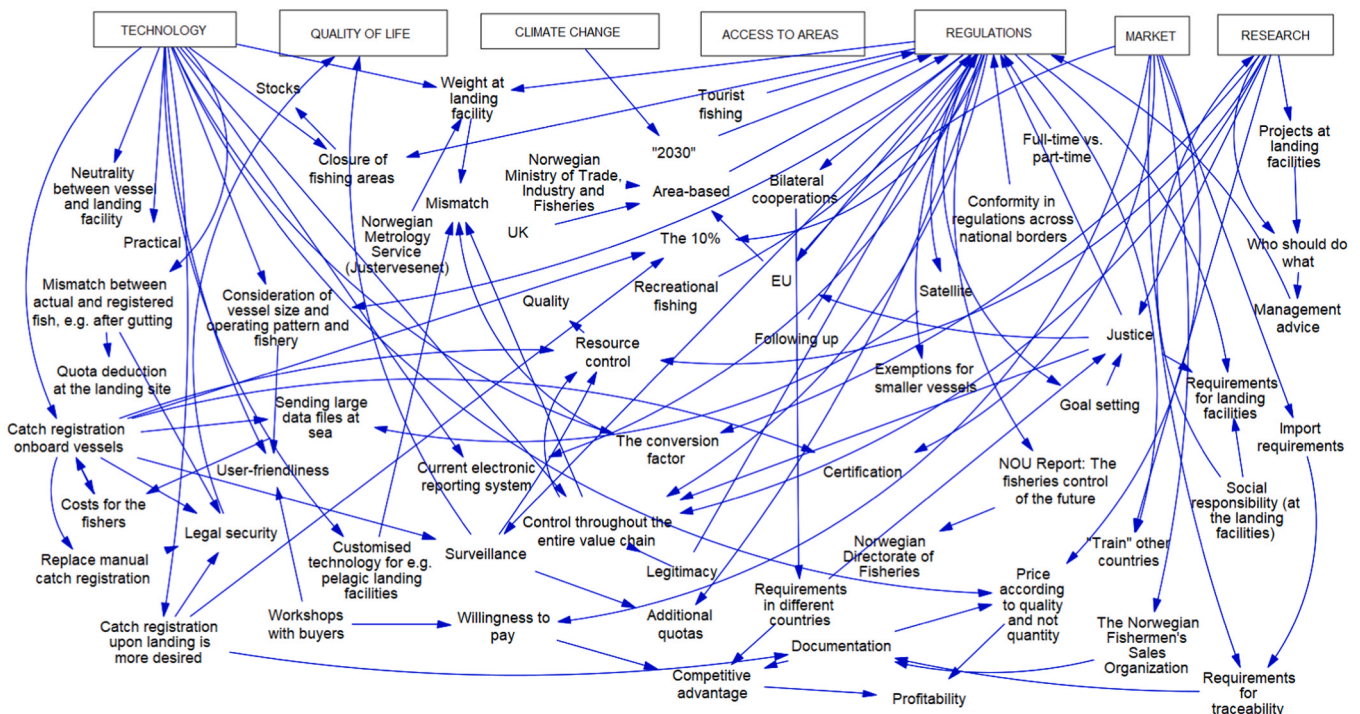 TECHNOLOGY
QUALITY OF LIFE
CLIMATE CHANGE
ACCESS TO AREAS
REGULATIONS
MARKET
RESEARCH
Stocks
Weight at
landing
facility
Tourist
fishing
Full-time vs.
part-time
Projects at
landing
facilities
Neutrality
between vessel
and landing
facility
Closure of
fishing areas
"2030"
Norwegian
Ministry of Trade,
Industry and
Fisheries
Area-based
Bilateral
cooperations
Conformity in
regulations across
national borders
Mismatch
UK
The 10%
Practical
Norwegian
Metrology
Service
(Justervesenet)
Who should do
what
Mismatch between
actual and registered
fish, e.g. after gutting
Consideration of
vessel size and
operating pattern and
fishery
Quality
Recreational
fishing
EU
Satellite
Management
advice
Resource
control
Following up
Justice
Quota deduction
at the landing site
Exemptions for
smaller vessels
Requirements
for landing
facilities
Goal setting
Sending large
data files at
sea
Catch registration
onboard vessels
The conversion
factor
Import
requirements
User-friendliness
Current electronic
reporting system
Certification
NOU Report: The
fisheries control
of the future
Costs for the
fishers
Social
responsibility (at
the landing
facilities)
Legal security
Control throughout the
entire value chain
Replace manual
catch registration
Customised
technology for e.g.
pelagic landing
facilities
Surveillance
Legitimacy
Norwegian
Directorate of
Fisheries
"Train" other
countries
Price
according
to quality
and not
quantity
Requirements
in different
countries
Catch registration
upon landing is
more desired
Workshops
with buyers
Willingness to
pay
Additional
quotas
The Norwegian
Fishermen's
Sales
Organization
Documentation
Competitive
advantage
Profitability
Requirements
for
traceability